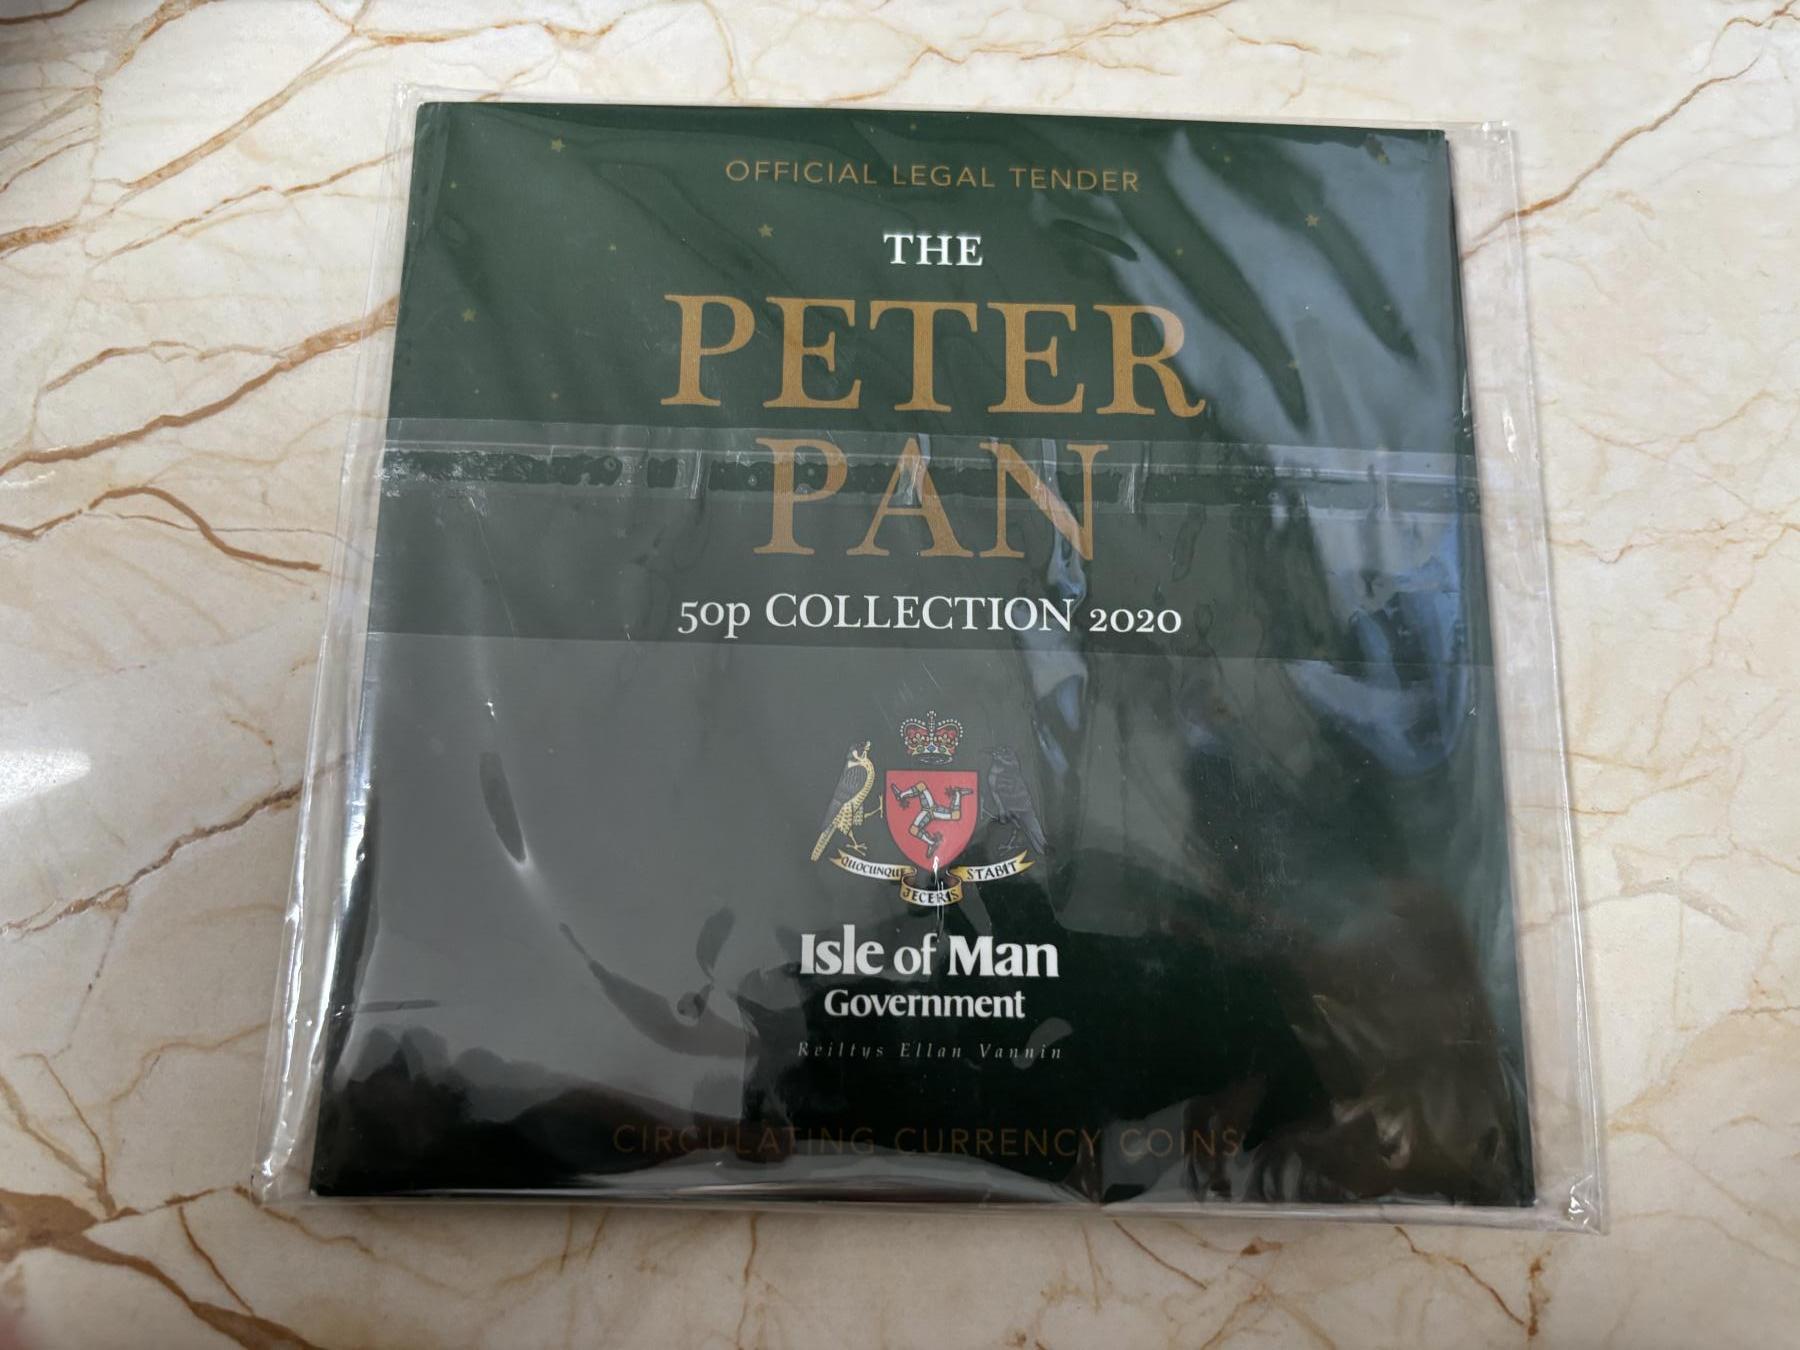 OFFICIAL LEGAL TENDER
THE
PETER
PAN
50p COLLECTION 2020
QUOCUNQUE JECERIS STABIT
Isle of Man
Government
Reiltys Ellan Vannin
CIRCULATING CURRENCY COINS